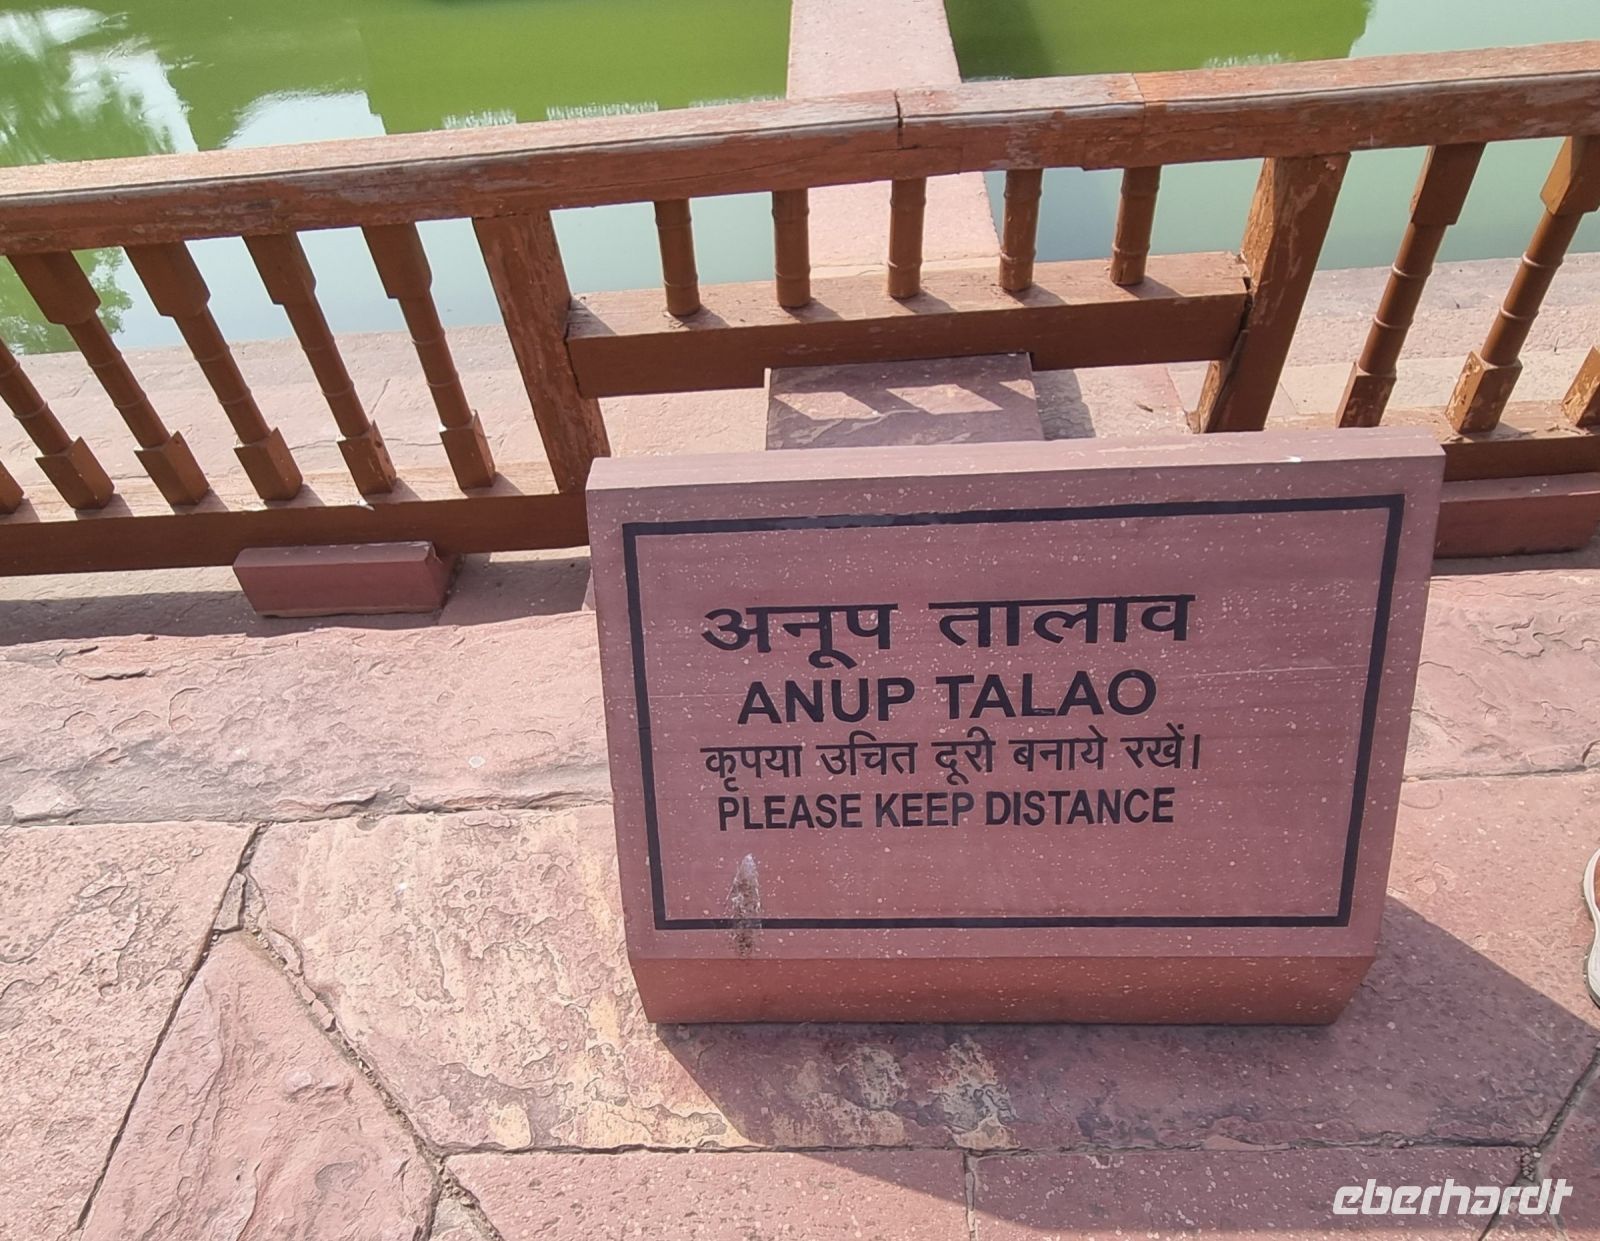 अनूप तालाव
ANUP TALAO
कृपया उचित दूरी बनाये रखें।
PLEASE KEEP DISTANCE
eberhardt